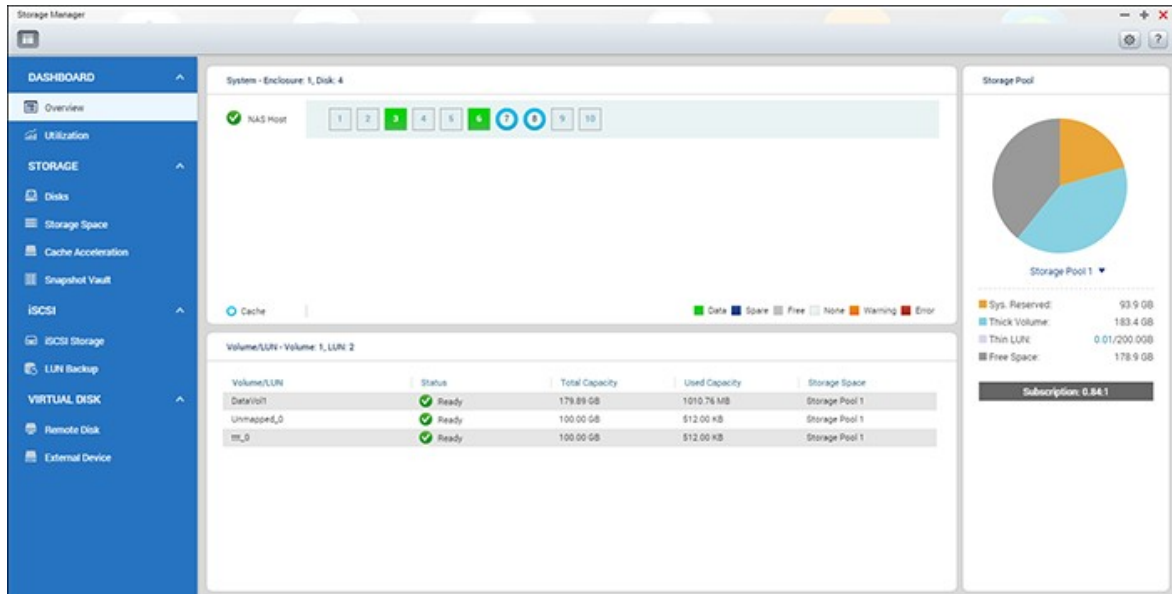 Storage Manager
DASHBOARD
Overview
Utilization
STORAGE
Disks
Storage Space
Cache Acceleration
Snapshot Vault
iSCSI
iSCSI Storage
LUN Backup
VIRTUAL DISK
Remote Disk
External Device
System - Enclosure: 1, Disk: 4
NAS Host 1 2 3 4 5 6 7 8 9 10
Cache Data Spare Free None Warning Error
Volume/LUN - Volume: 1, LUN: 2
Volume/LUN Status Total Capacity Used Capacity Storage Space
DataVol1 Ready 179.89 GB 1010.76 MB Storage Pool 1
Unmapped_0 Ready 100.00 GB 512.00 KB Storage Pool 1
ttt_0 Ready 100.00 GB 512.00 KB Storage Pool 1
Storage Pool
Storage Pool 1
Sys. Reserved: 93.9 GB
Thick Volume: 183.4 GB
Thin LUN: 0.01/200.0GB
Free Space: 178.9 GB
Subscription: 0.84:1